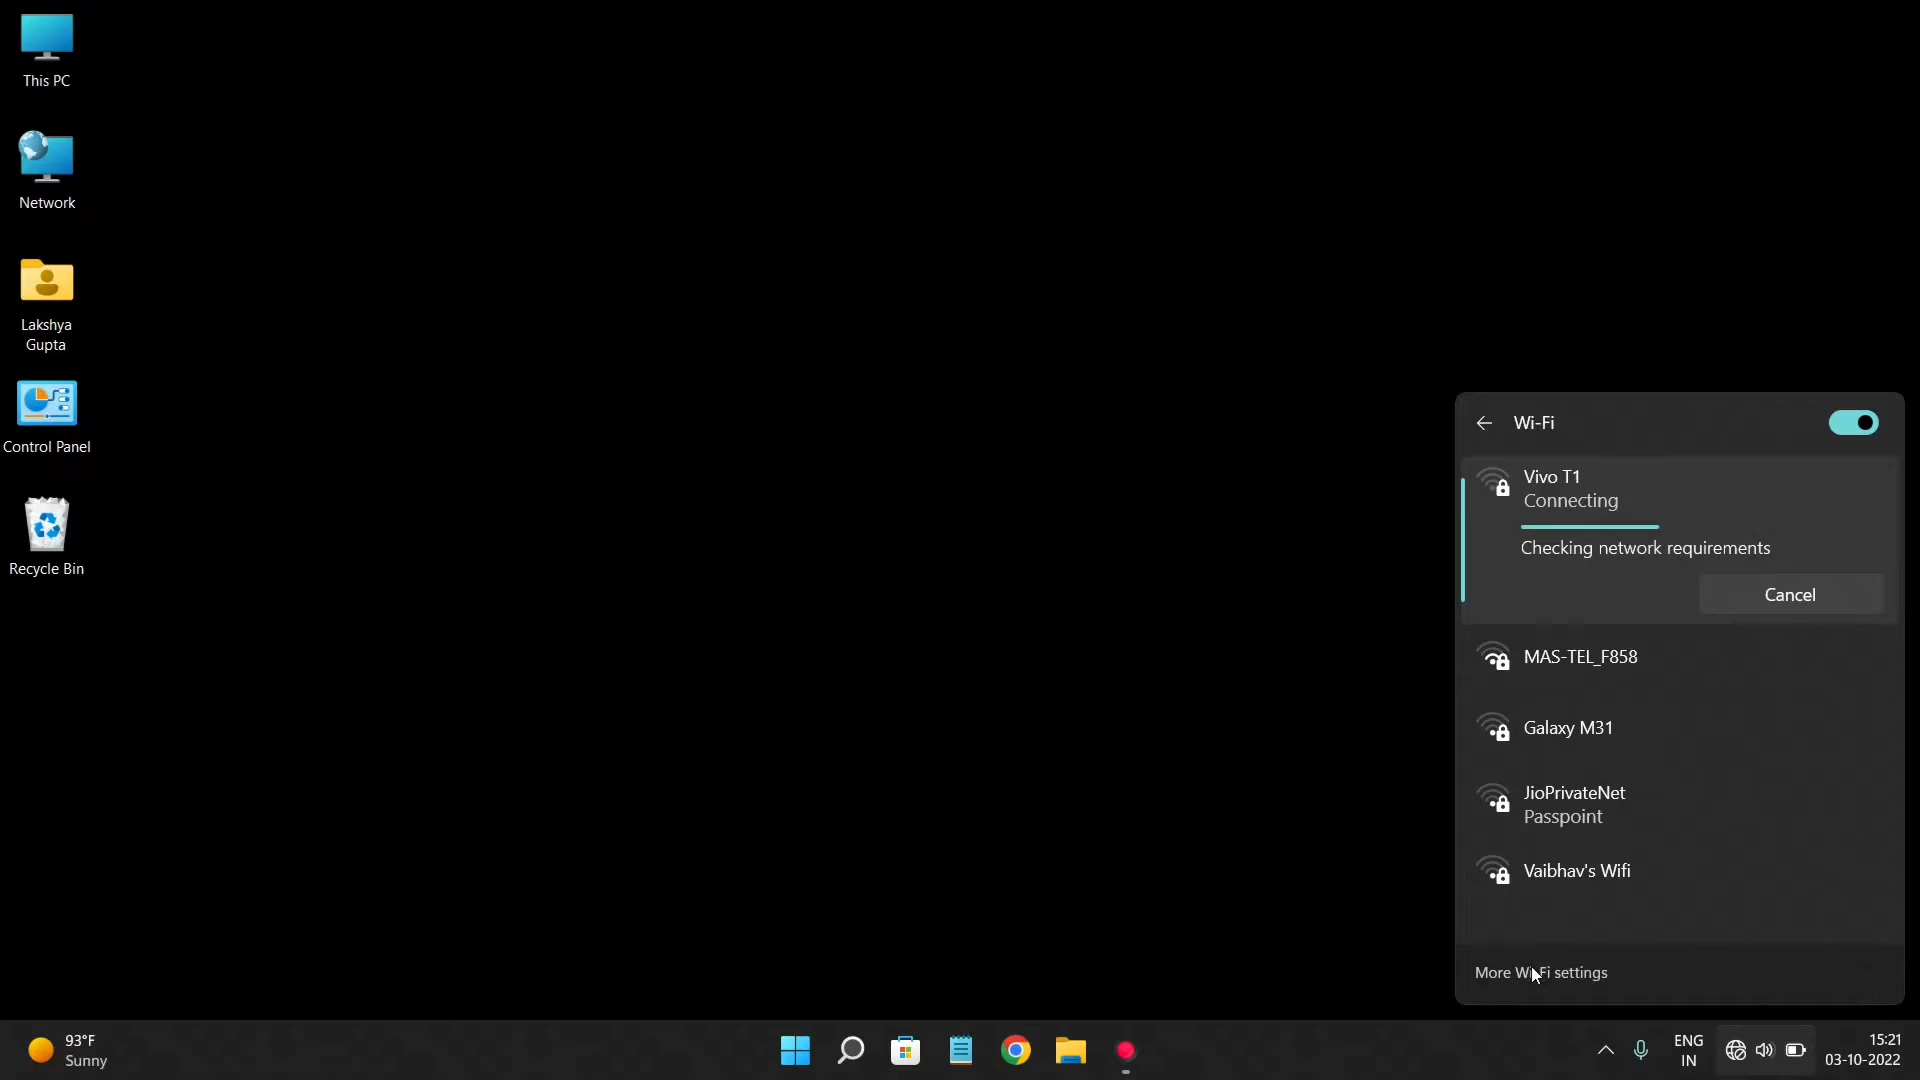 This PC
Network
Lakshya
Gupta
Control Panel
Recycle Bin
Wi-Fi
Vivo T1
Connecting
Checking network requirements
Cancel
MAS-TEL_F858
Galaxy M31
JioPrivateNet
Passpoint
Vaibhav's Wifi
More Wi-Fi settings
93°F
Sunny
ENG
IN
15:21
03-10-2022